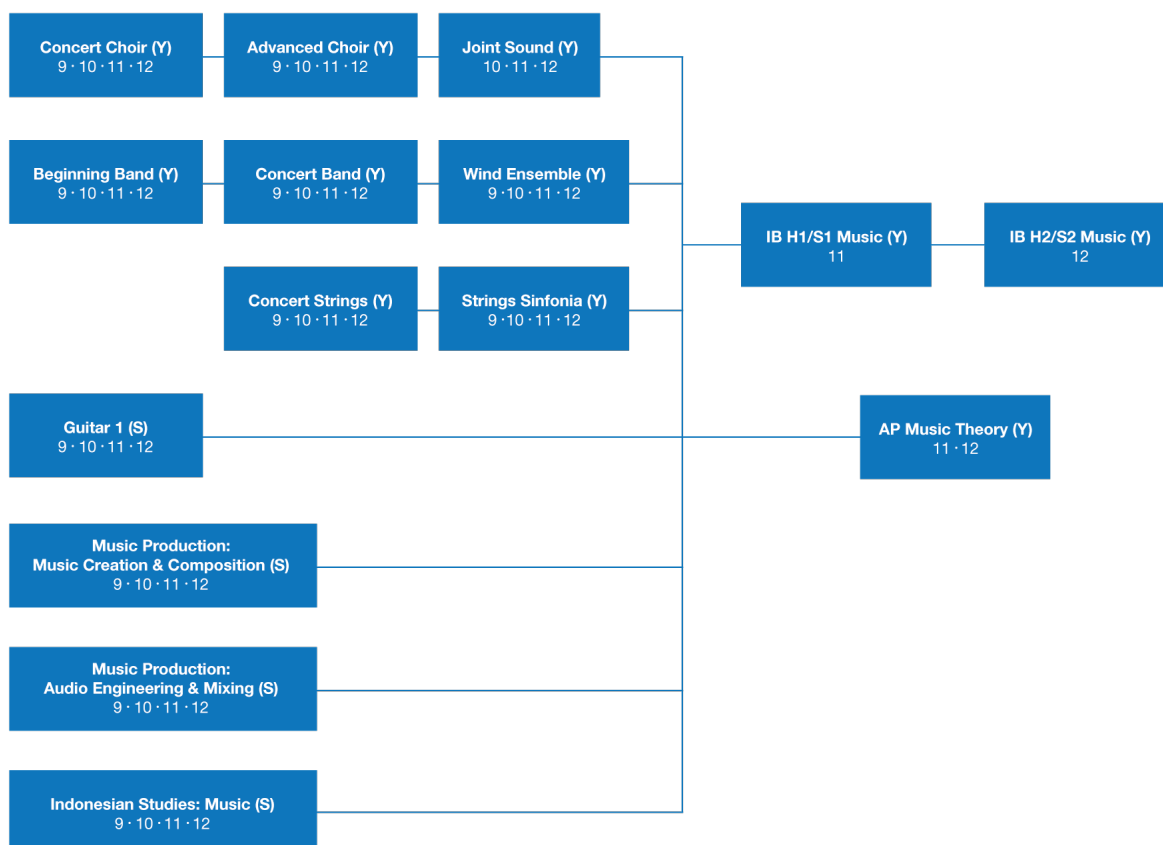 Concert Choir (Y)
9 · 10 · 11 · 12
Advanced Choir (Y)
9 · 10 · 11 · 12
Joint Sound (Y)
10 · 11 · 12
Beginning Band (Y)
9 · 10 · 11 · 12
Concert Band (Y)
9 · 10 · 11 · 12
Wind Ensemble (Y)
9 · 10 · 11 · 12
IB H1/S1 Music (Y)
11
IB H2/S2 Music (Y)
12
Concert Strings (Y)
9 · 10 · 11 · 12
Strings Sinfonia (Y)
9 · 10 · 11 · 12
Guitar 1 (S)
9 · 10 · 11 · 12
AP Music Theory (Y)
11 · 12
Music Production:
Music Creation & Composition (S)
9 · 10 · 11 · 12
Music Production:
Audio Engineering & Mixing (S)
9 · 10 · 11 · 12
Indonesian Studies: Music (S)
9 · 10 · 11 · 12